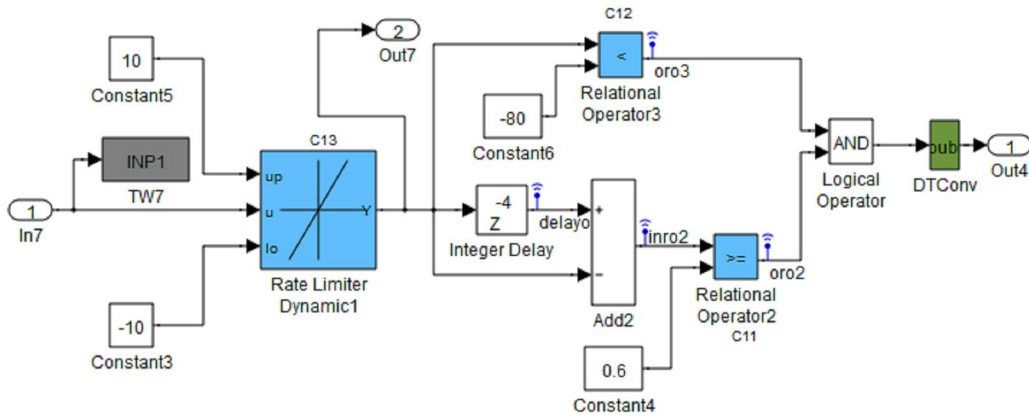 C12
2
Out7
10
Constant5
<
oro3
Relational
Operator3
C13
-80
Constant6
INP1
TW7
up
u
lo
Y
AND
Logical
Operator
oub
DTConv
1
Out4
1
In7
-4
Z
delayo
Integer Delay
+
−
inro2
>=
oro2
Relational
Operator2
C11
Rate Limiter
Dynamic1
Add2
-10
Constant3
0.6
Constant4